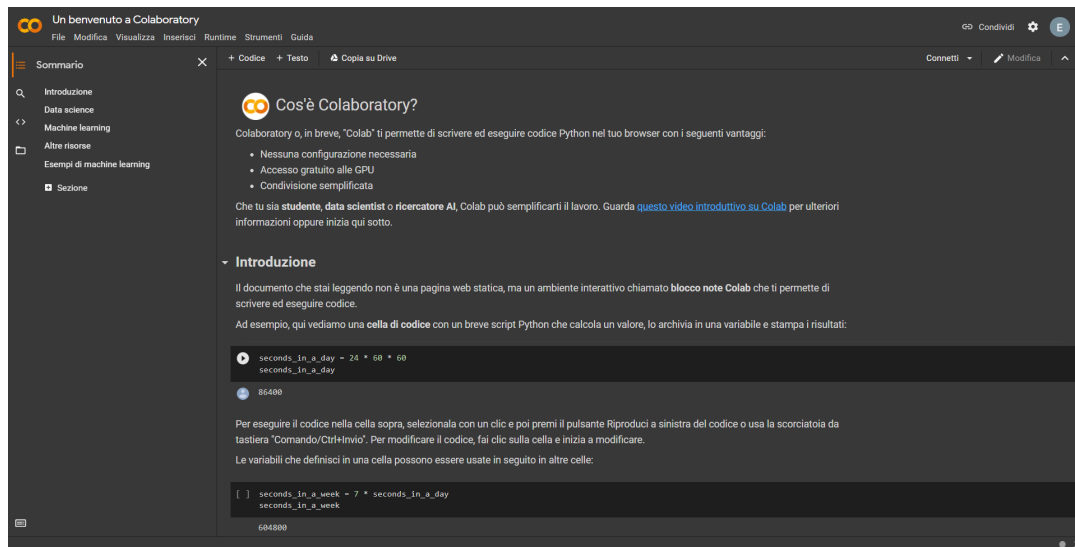 Un benvenuto a Colaboratory
File Modifica Visualizza Inserisci Runtime Strumenti Guida
Condividi
E
Sommario
+ Codice + Testo Copia su Drive
Connetti
Modifica
Introduzione
Data science
Machine learning
Altre risorse
Esempi di machine learning
Sezione
Cos'è Colaboratory?
Colaboratory o, in breve, "Colab" ti permette di scrivere ed eseguire codice Python nel tuo browser con i seguenti vantaggi:
• Nessuna configurazione necessaria
• Accesso gratuito alle GPU
• Condivisione semplificata
Che tu sia studente, data scientist o ricercatore AI, Colab può semplificarti il lavoro. Guarda questo video introduttivo su Colab per ulteriori
informazioni oppure inizia qui sotto.
Introduzione
Il documento che stai leggendo non è una pagina web statica, ma un ambiente interattivo chiamato blocco note Colab che ti permette di
scrivere ed eseguire codice.
Ad esempio, qui vediamo una cella di codice con un breve script Python che calcola un valore, lo archivia in una variabile e stampa i risultati:
seconds_in_a_day = 24 * 60 * 60
seconds_in_a_day
86400
Per eseguire il codice nella cella sopra, selezionala con un clic e poi premi il pulsante Riproduci a sinistra del codice o usa la scorciatoia da
tastiera "Comando/Ctrl+Invio". Per modificare il codice, fai clic sulla cella e inizia a modificare.
Le variabili che definisci in una cella possono essere usate in seguito in altre celle:
[ ] seconds_in_a_week = 7 * seconds_in_a_day
seconds_in_a_week
604800